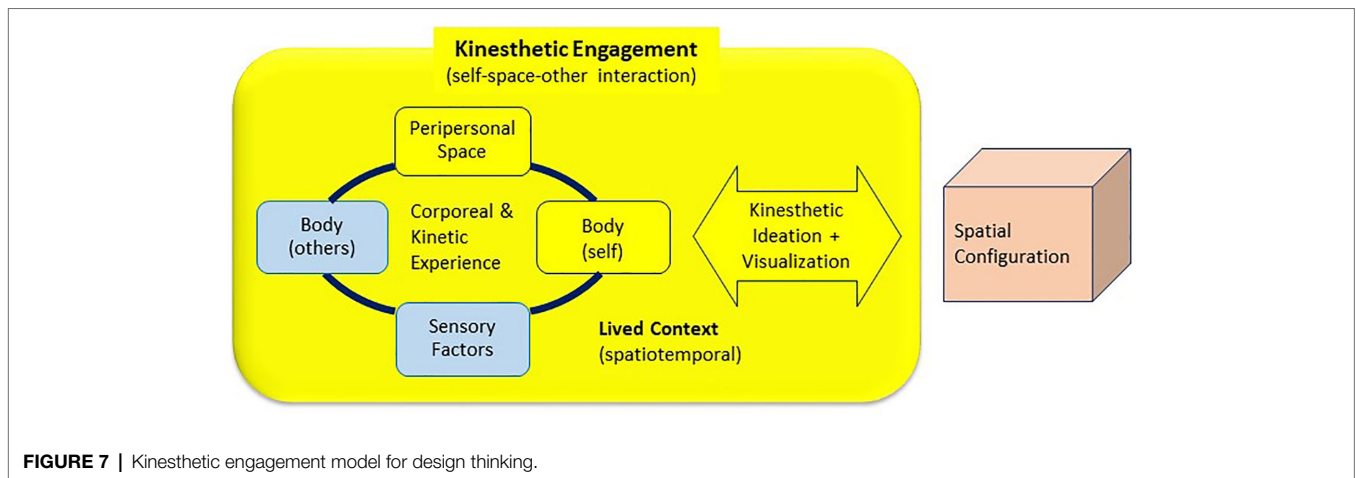 Kinesthetic Engagement
(self-space-other interaction)
Peripersonal
Space
Body
(others)
Corporeal &
Kinetic
Experience
Body
(self)
Sensory
Factors
Lived Context
(spatiotemporal)
Kinesthetic
Ideation +
Visualization
Spatial
Configuration
FIGURE 7 | Kinesthetic engagement model for design thinking.